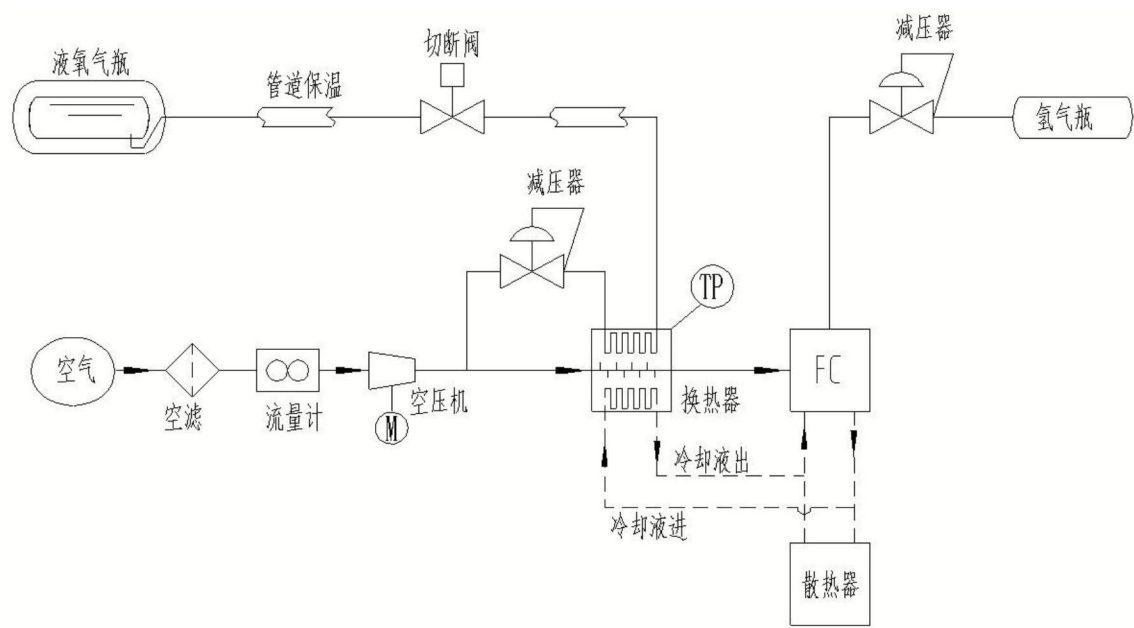 减压器
切断阀
液氧气瓶
管道保温
氢气瓶
减压器
TP
空气
FC
空滤
流量计
空压机
换热器
M
冷却液出
冷却液进
散热器